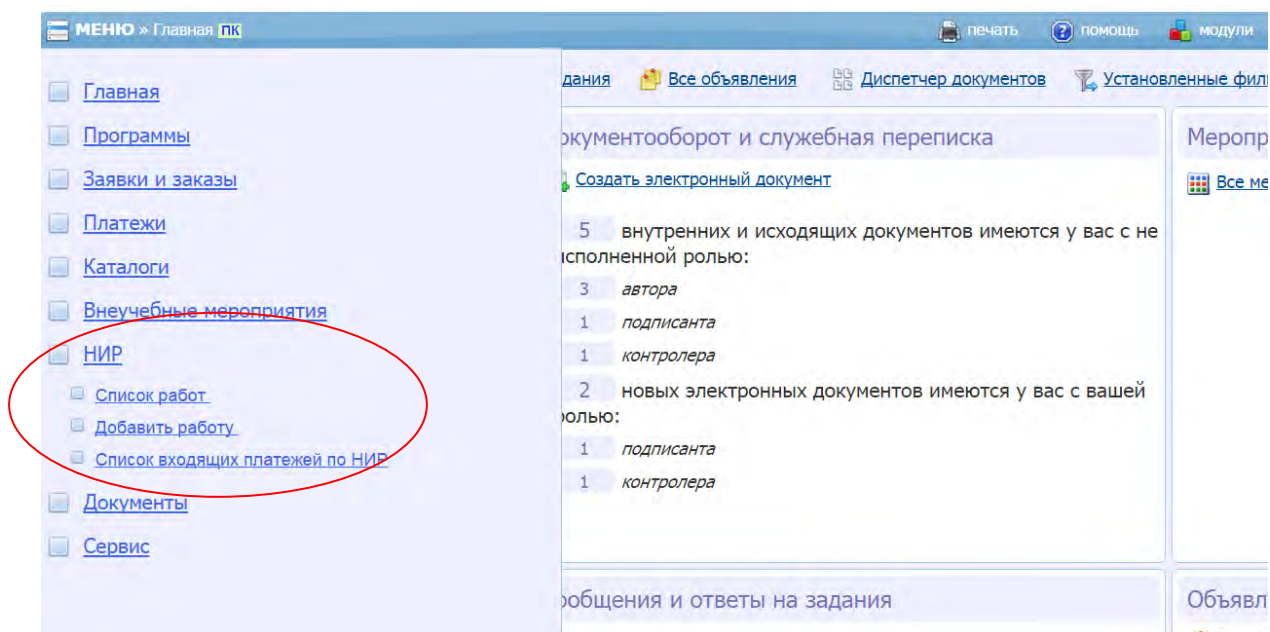 МЕНЮ » Главная ПК
печать помощь модули
Главная
Программы
Заявки и заказы
Платежи
Каталоги
Внеучебные мероприятия
НИР
Список работ
Добавить работу
Список входящих платежей по НИР
Документы
Сервис
дания Все объявления Диспетчер документов Установленные фил
окументооборот и служебная переписка
Создать электронный документ
5 внутренних и исходящих документов имеются у вас с не
исполненной ролью:
3 автора
1 подписанта
1 контролера
2 новых электронных документов имеются у вас с вашей
ролью:
1 подписанта
1 контролера
ообщения и ответы на задания
Меропр
Все ме
Объявл